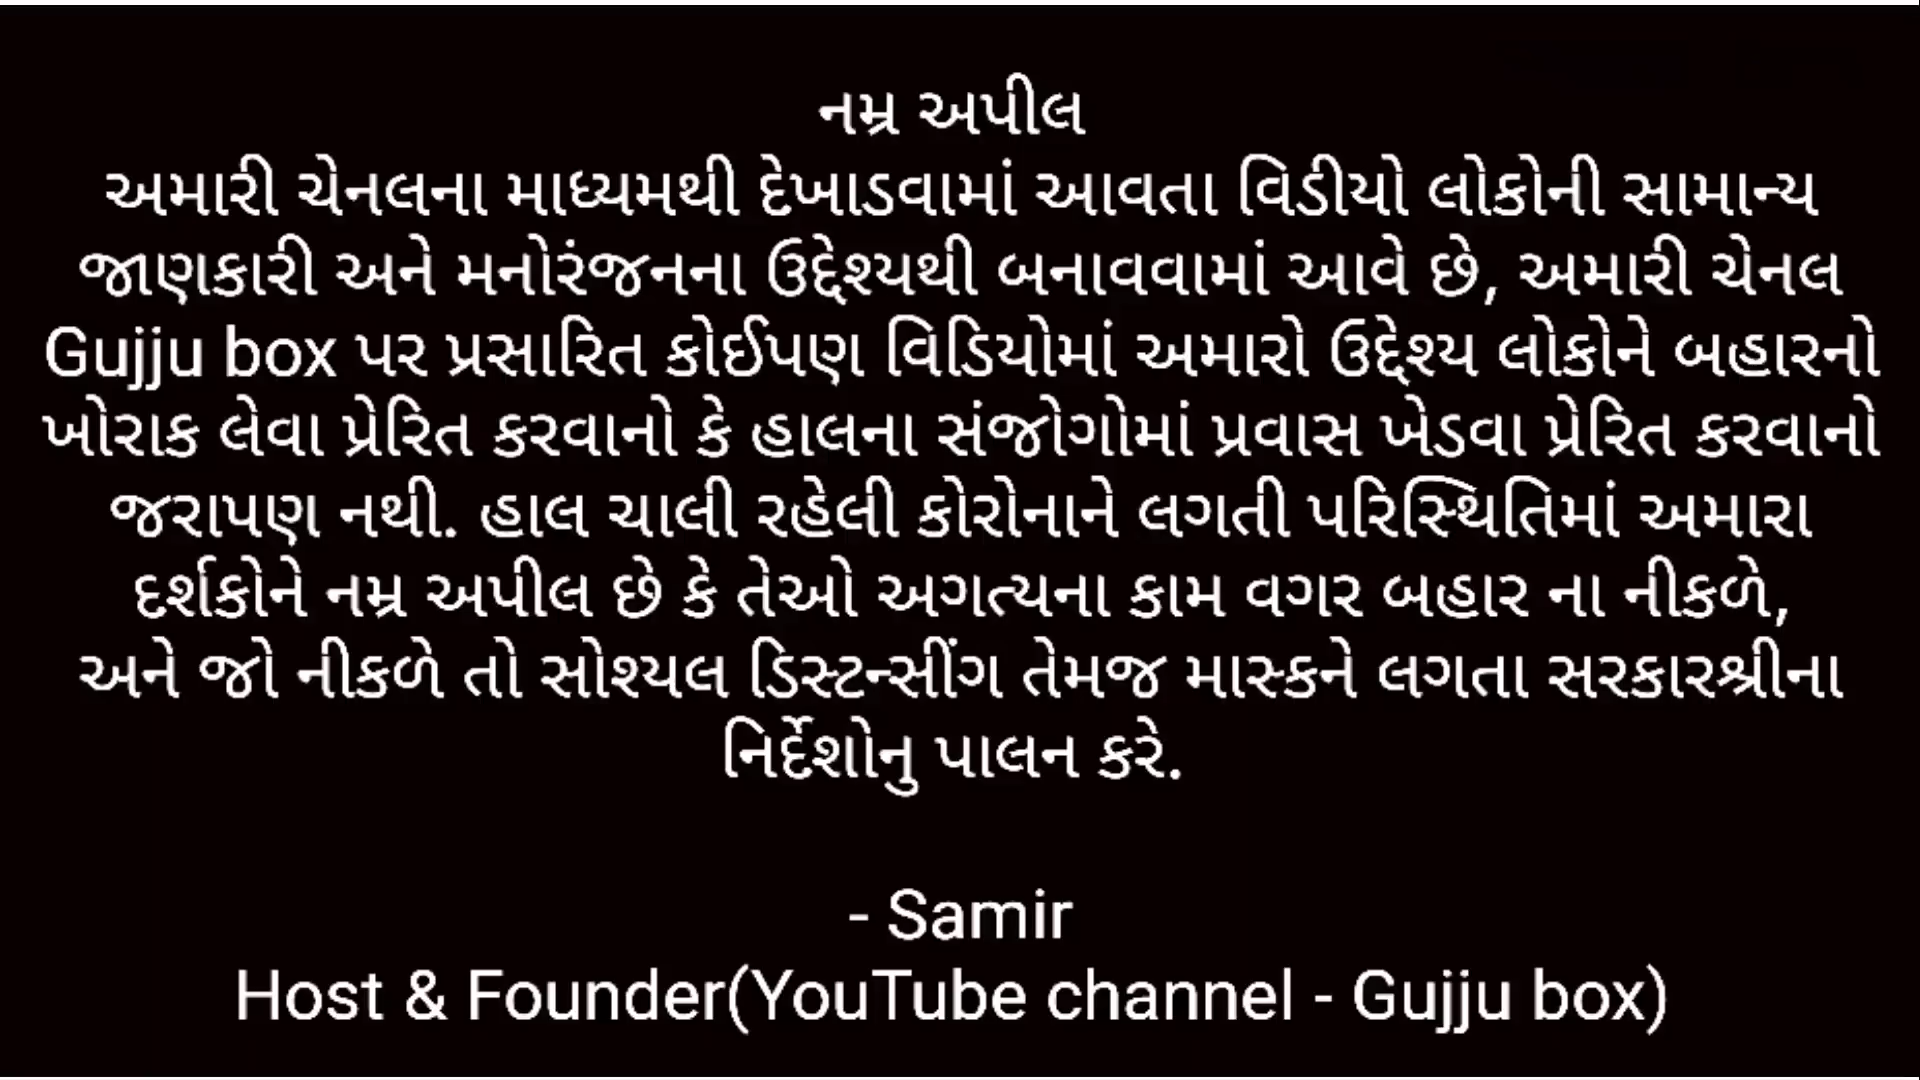 નમ્ર અપીલ
અમારી ચેનલના માધ્યમથી દેખાડવામાં આવતા વિડીયો લોકોની સામાન્ય
જાણકારી અને મનોરંજનના ઉદ્દેશ્યથી બનાવવામાં આવે છે, અમારી ચેનલ
Gujju box પર પ્રસારિત કોઈપણ વિડિયોમાં અમારો ઉદ્દેશ્ય લોકોને બહારનો
ખોરાક લેવા પ્રેરિત કરવાનો કે હાલના સંજોગોમાં પ્રવાસ ખેડવા પ્રેરિત કરવાનો
જરાપણ નથી. હાલ ચાલી રહેલી કોરોનાને લગતી પરિસ્થિતિમાં અમારા
દર્શકોને નમ્ર અપીલ છે કે તેઓ અગત્યના કામ વગર બહાર ના નીકળે,
અને જો નીકળે તો સોશ્યલ ડિસ્ટન્સીંગ તેમજ માસ્કને લગતા સરકારશ્રીના
નિર્દેશોનુ પાલન કરે.
- Samir
Host & Founder(YouTube channel - Gujju box)